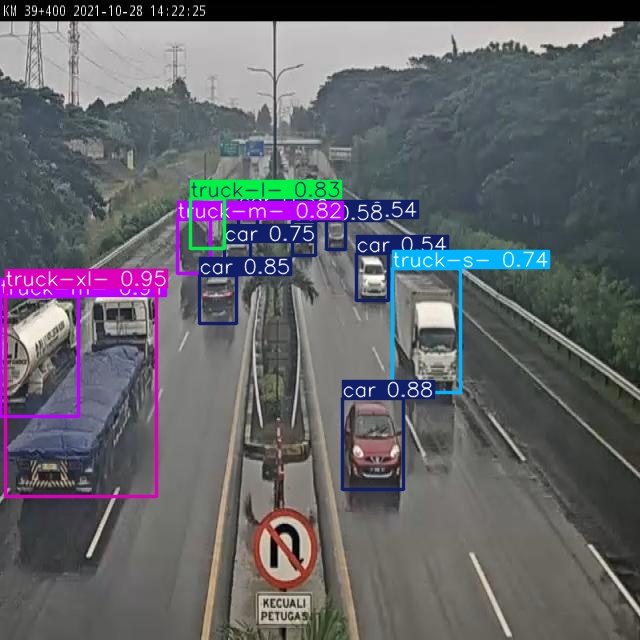 KM 39+400 2021-10-28 14:22:25
truck-l- 0.83
truck-m- 0.82
0.58
.54
car 0.75
car 0.54
car 0.85
truck-s- 0.74
truck-xl- 0.95
car 0.88
KECUALI
PETUGAS